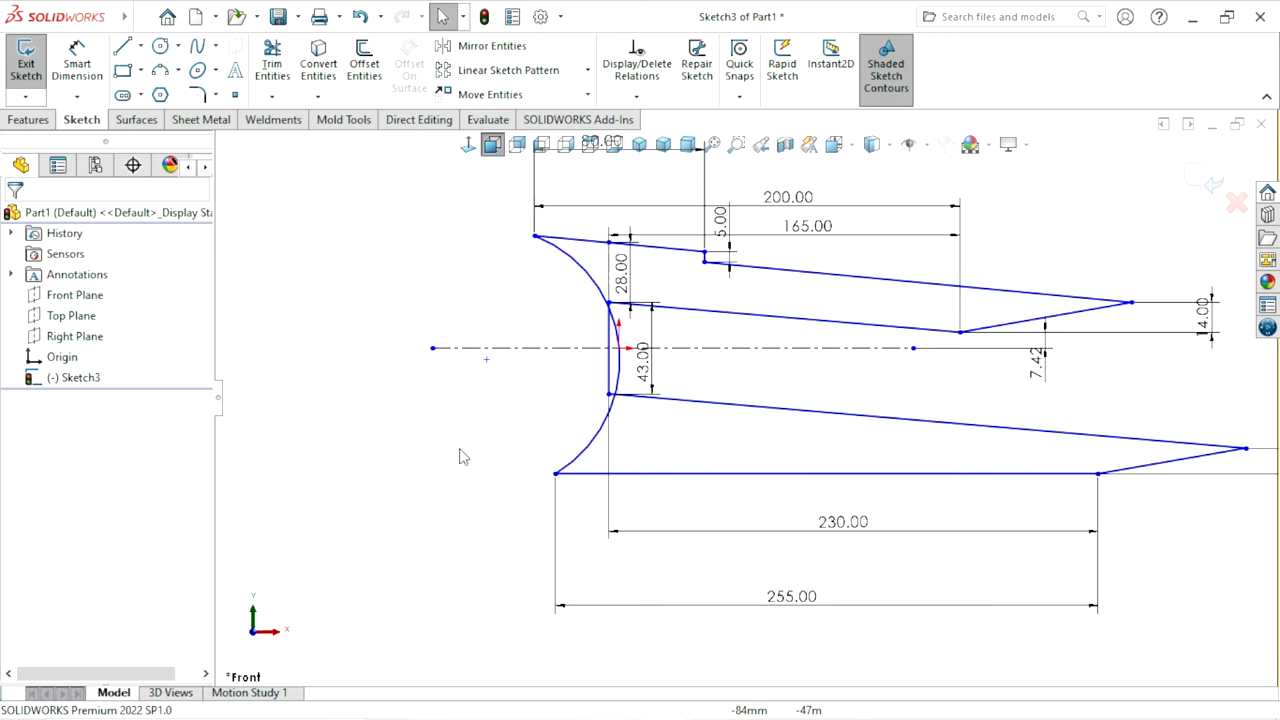 SOLIDWORKS
Sketch3 of Part1 *
Search files and models
Exit Sketch
Smart Dimension
Trim Entities
Convert Entities
Offset Entities
Offset On Surface
Mirror Entities
Linear Sketch Pattern
Move Entities
Display/Delete Relations
Repair Sketch
Quick Snaps
Rapid Sketch
Instant2D
Shaded Sketch Contours
Features
Sketch
Surfaces
Sheet Metal
Weldments
Mold Tools
Direct Editing
Evaluate
SOLIDWORKS Add-Ins
Part1 (Default) <<Default>_Display Sta
History
Sensors
Annotations
Front Plane
Top Plane
Right Plane
Origin
(-) Sketch3
80.00
200.00
5.00
165.00
28.00
14.00
43.00
7.42
230.00
255.00
Y
X
*Front
Model
3D Views
Motion Study 1
SOLIDWORKS Premium 2022 SP1.0
-84mm
-47m